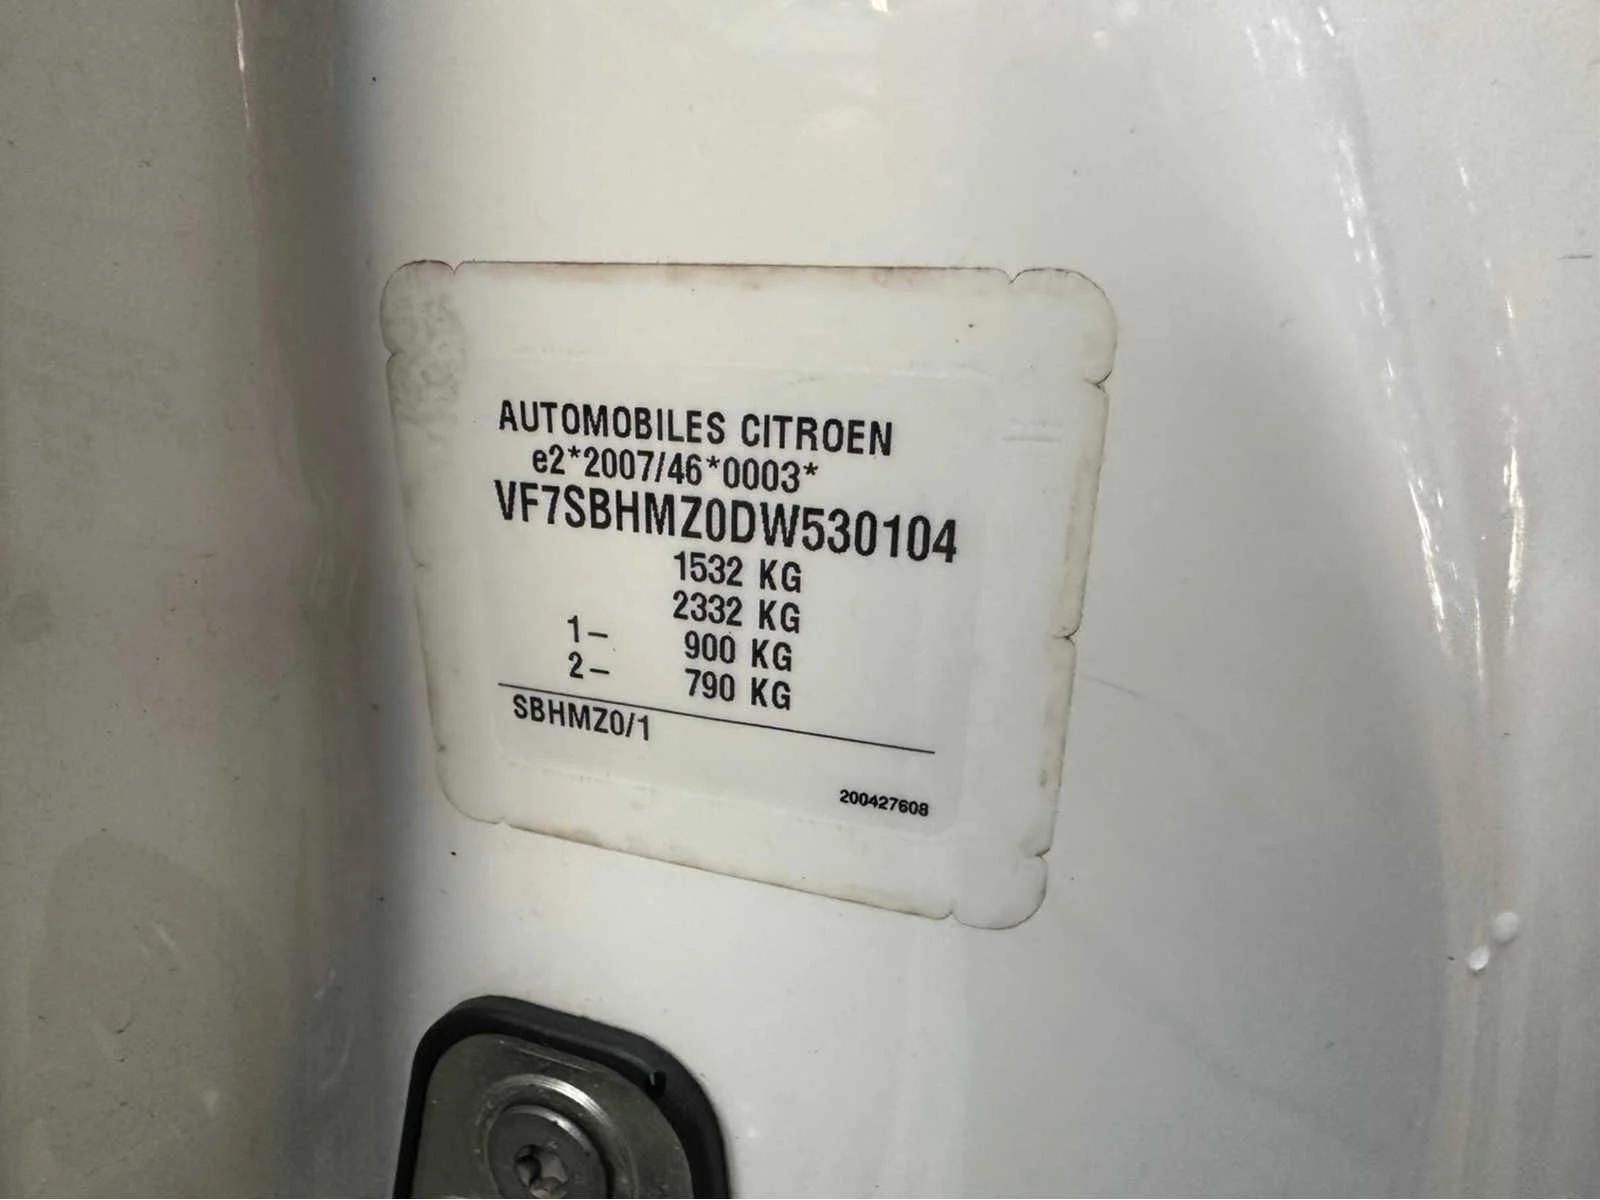 AUTOMOBILES CITROEN
e2*2007/46*0003*
VF7SBHMZ0DW530104
1532 KG
2332 KG
1– 900 KG
2– 790 KG
SBHMZ0/1
200427608